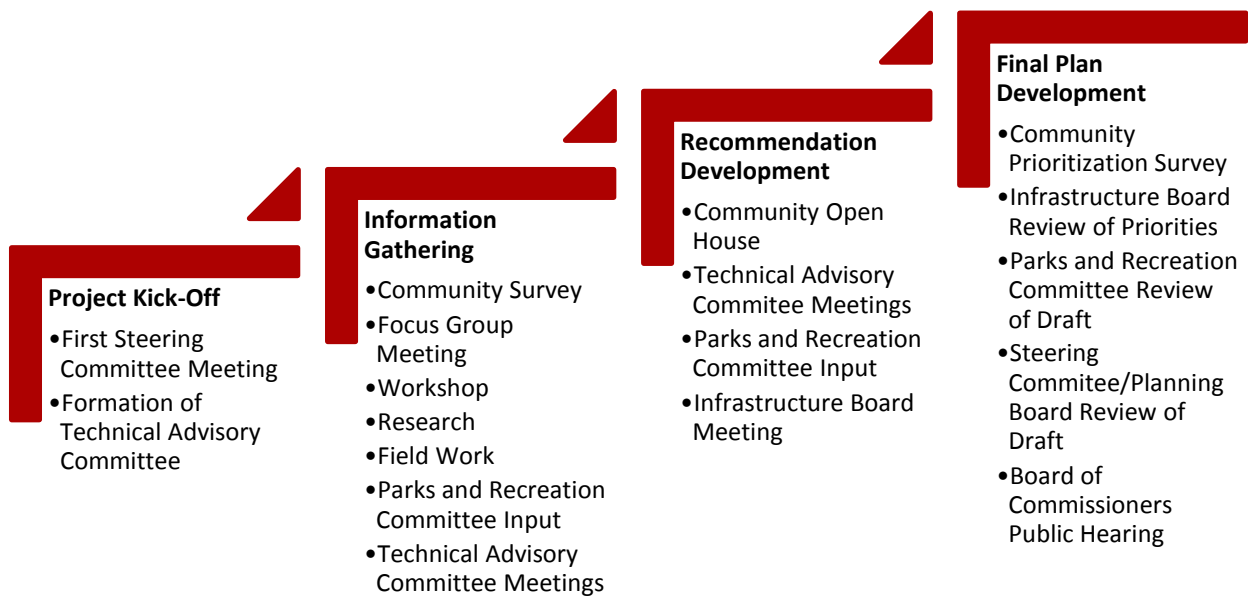 Project Kick-Off
•First Steering
Committee Meeting
•Formation of
Technical Advisory
Committee
Information
Gathering
•Community Survey
•Focus Group
Meeting
•Workshop
•Research
•Field Work
•Parks and Recreation
Committee Input
•Technical Advisory
Committee Meetings
Recommendation
Development
•Community Open
House
•Technical Advisory
Commitee Meetings
•Parks and Recreation
Committee Input
•Infrastructure Board
Meeting
Final Plan
Development
•Community
Prioritization Survey
•Infrastructure Board
Review of Priorities
•Parks and Recreation
Committee Review
of Draft
•Steering
Commitee/Planning
Board Review of
Draft
•Board of
Commissioners
Public Hearing